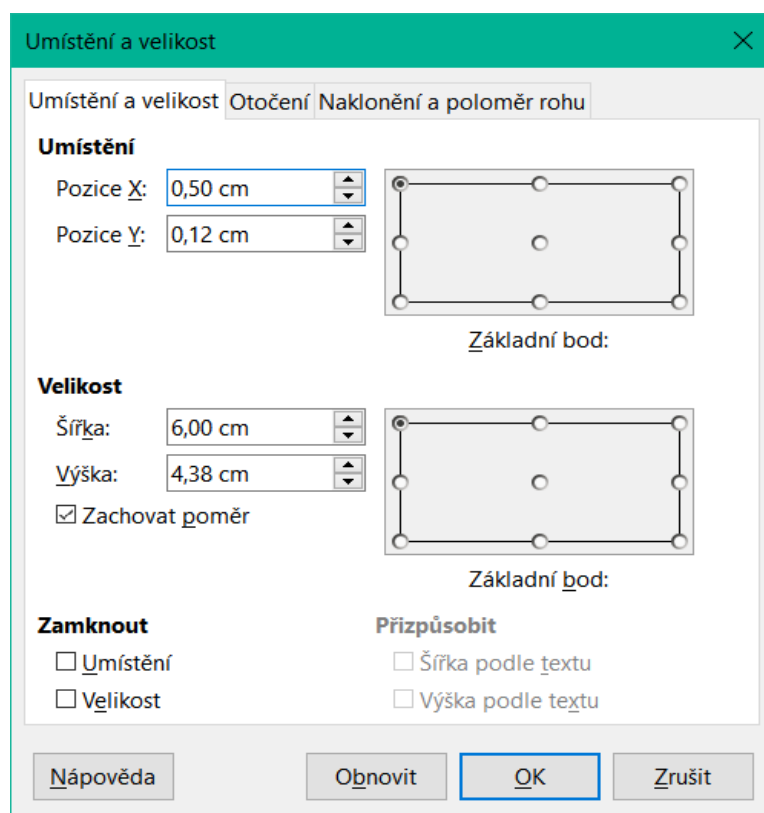 Umístění a velikost
Umístění a velikost Otočení Naklonění a poloměr rohu
Umístění
Pozice X: 0,50 cm
Pozice Y: 0,12 cm
Základní bod:
Velikost
Šířka: 6,00 cm
Výška: 4,38 cm
Zachovat poměr
Základní bod:
Zamknout
Umístění
Velikost
Přizpůsobit
Šířka podle textu
Výška podle textu
Nápověda Obnovit OK Zrušit